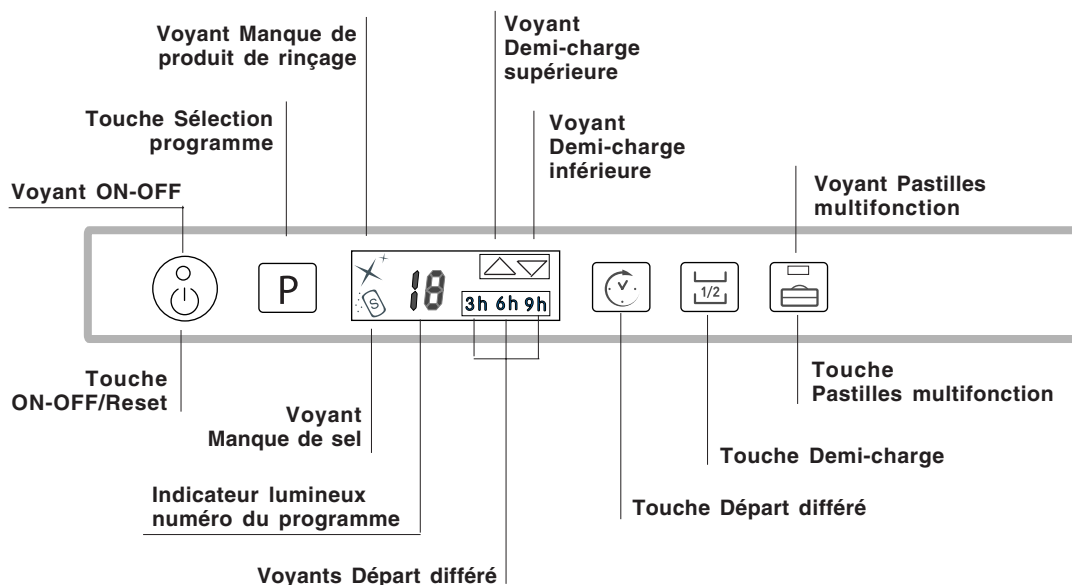 Voyant Manque de
produit de rinçage
Voyant
Demi-charge
supérieure
Touche Sélection
programme
Voyant
Demi-charge
inférieure
Voyant ON-OFF
Voyant Pastilles
multifonction
P
S
18
3h 6h 9h
1/2
Touche
ON-OFF/Reset
Voyant
Manque de sel
Touche
Pastilles multifonction
Touche Demi-charge
Indicateur lumineux
numéro du programme
Touche Départ différé
Voyants Départ différé